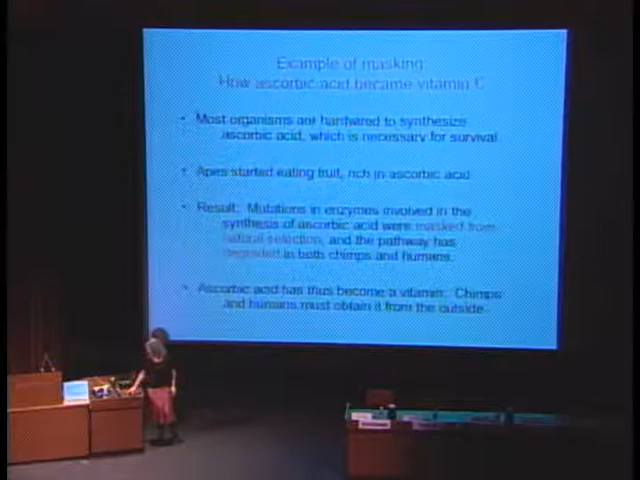 Example of masking:
How ascorbic acid became vitamin C
• Most organisms are hardwired to synthesize
ascorbic acid, which is necessary for survival.
• Apes started eating fruit, rich in ascorbic acid
• Result: Mutations in enzymes involved in the
synthesis of ascorbic acid were masked from
natural selection, and the pathway has
degraded in both chimps and humans.
• Ascorbic acid has thus become a vitamin: Chimps
and humans must obtain it from the outside